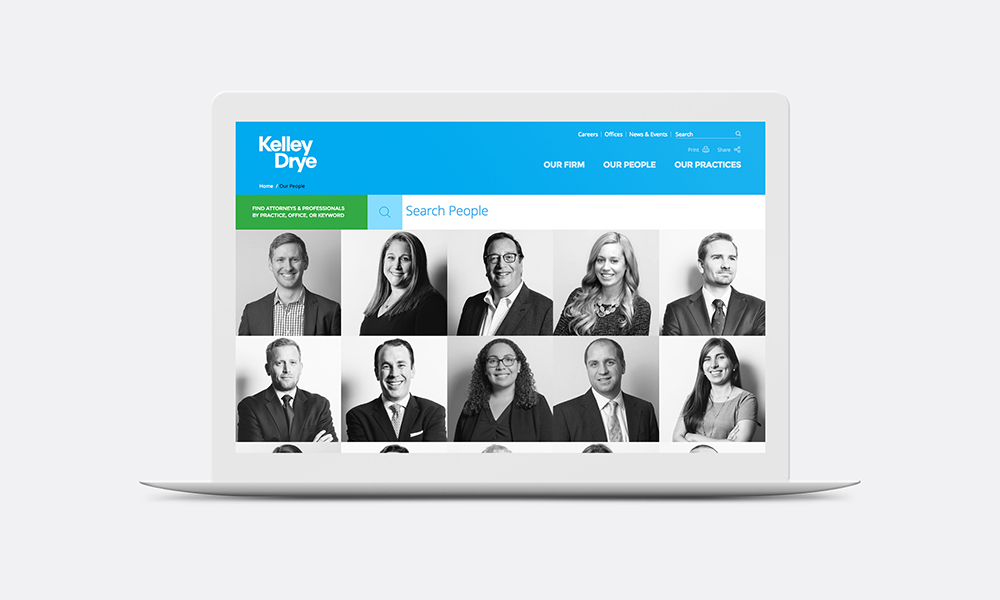 Kelley
Drye
Careers | Offices | News & Events | Search
Print Share
OUR FIRM OUR PEOPLE OUR PRACTICES
Home / Our People
FIND ATTORNEYS & PROFESSIONALS
BY PRACTICE, OFFICE, OR KEYWORD
Search People